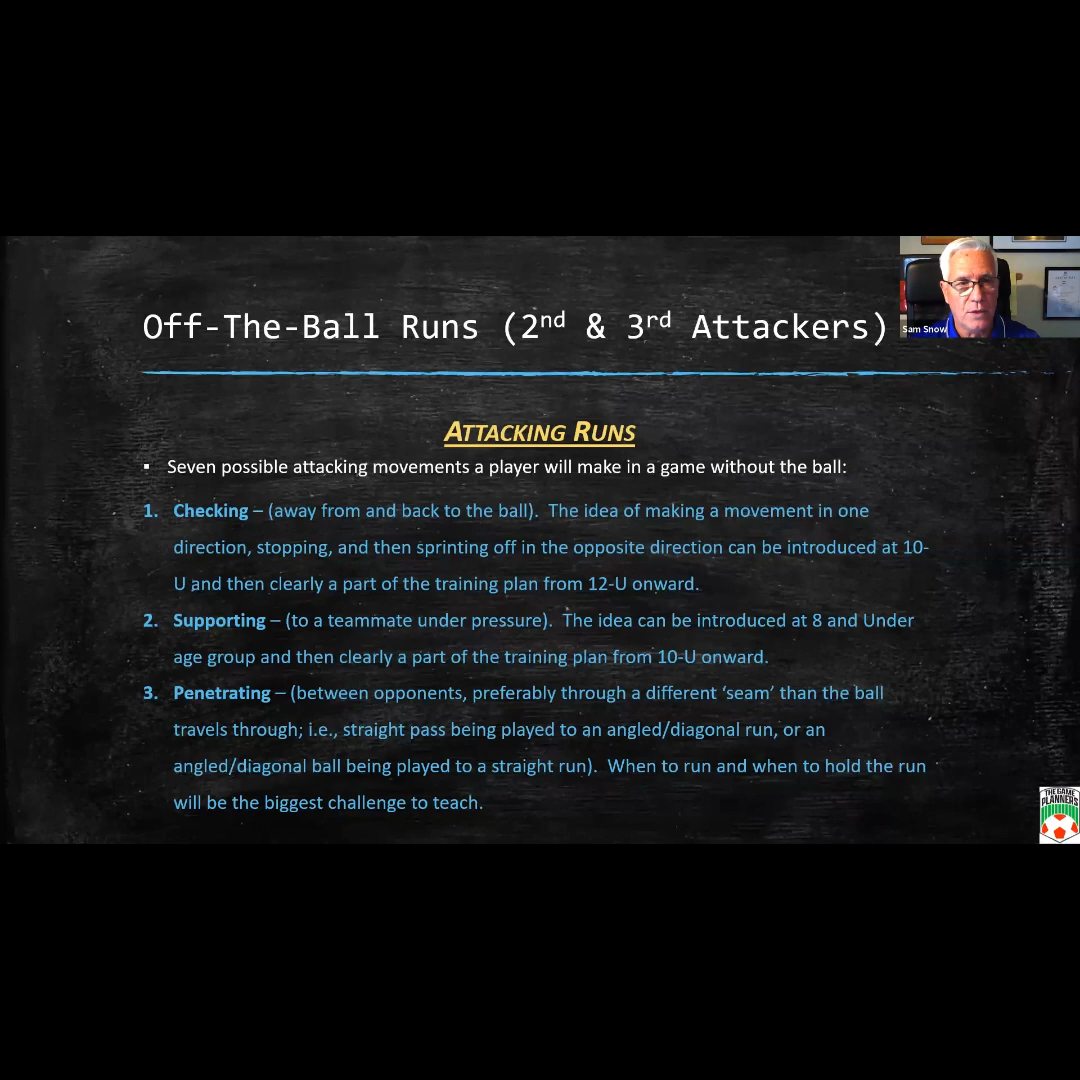 Off-The-Ball Runs (2nd & 3rd Attackers)
Sam Snow
ATTACKING RUNS
▪ Seven possible attacking movements a player will make in a game without the ball:
1. Checking – (away from and back to the ball). The idea of making a movement in one
direction, stopping, and then sprinting off in the opposite direction can be introduced at 10-
U and then clearly a part of the training plan from 12-U onward.
2. Supporting – (to a teammate under pressure). The idea can be introduced at 8 and Under
age group and then clearly a part of the training plan from 10-U onward.
3. Penetrating – (between opponents, preferably through a different ‘seam’ than the ball
travels through; i.e., straight pass being played to an angled/diagonal run, or an
angled/diagonal ball being played to a straight run). When to run and when to hold the run
will be the biggest challenge to teach.
THE GAME
PLANNERS